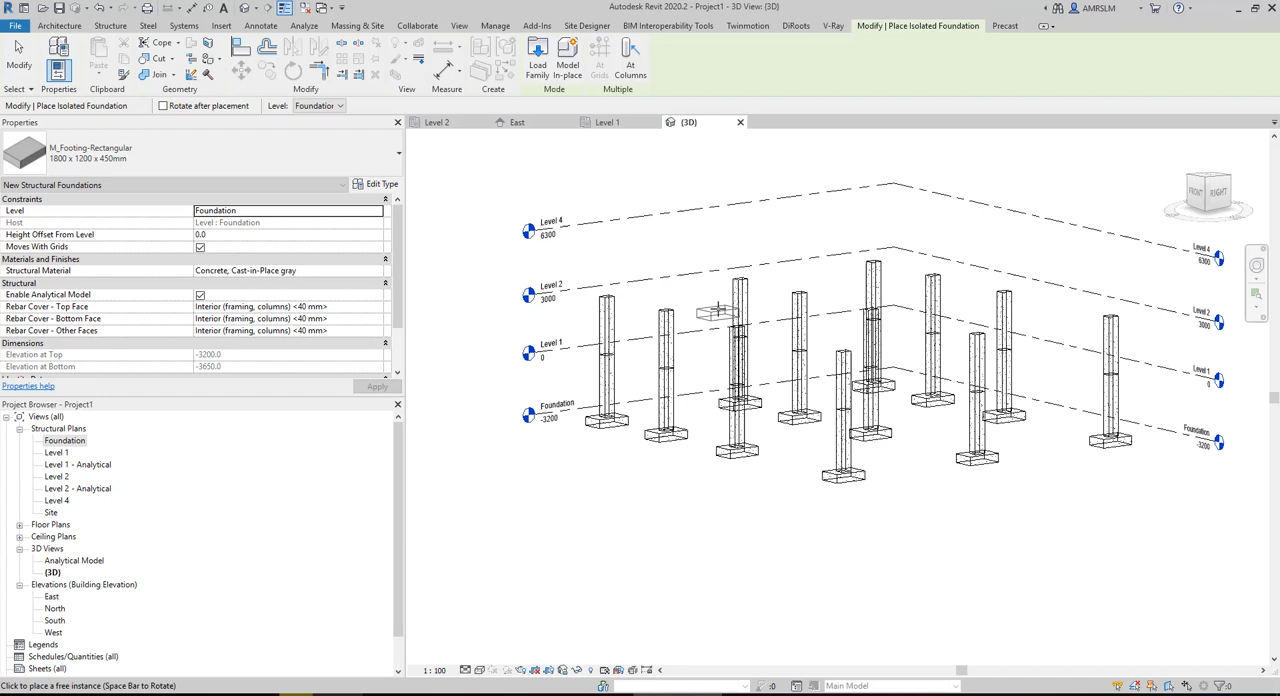 Autodesk Revit 2020.2 - Project1 - 3D View: {3D}
AMRSLM
File Architecture Structure Steel Systems Insert Annotate Analyze Massing & Site Collaborate View Manage Add-Ins Site Designer BIM Interoperability Tools Twinmotion DiRoots V-Ray Modify | Place Isolated Foundation Precast
Modify Paste Cope Cut Join Load Family Model In-place At Grids At Columns
Select Properties Clipboard Geometry Modify View Measure Create Mode Multiple
Modify | Place Isolated Foundation Rotate after placement Level: Foundation
Properties
M_Footing-Rectangular
1800 x 1200 x 450mm
New Structural Foundations Edit Type
Constraints
Level Foundation
Host Level : Foundation
Height Offset From Level 0.0
Moves With Grids
Materials and Finishes
Structural Material Concrete, Cast-in-Place gray
Structural
Enable Analytical Model
Rebar Cover - Top Face Interior (framing, columns) <40 mm>
Rebar Cover - Bottom Face Interior (framing, columns) <40 mm>
Rebar Cover - Other Faces Interior (framing, columns) <40 mm>
Dimensions
Elevation at Top -3200.0
Elevation at Bottom -3650.0
Properties help Apply
Project Browser - Project1
Views (all)
Structural Plans
Foundation
Level 1
Level 1 - Analytical
Level 2
Level 2 - Analytical
Level 4
Site
Floor Plans
Ceiling Plans
3D Views
Analytical Model
{3D}
Elevations (Building Elevation)
East
North
South
West
Legends
Schedules/Quantities (all)
Sheets (all)
Level 2 East Level 1 {3D}
FRONT RIGHT
Level 4
6300
Level 2
3000
Level 1
0
Foundation
-3200
Level 4
6300
Level 2
3000
Level 1
0
Foundation
-3200
1 : 100
Click to place a free instance (Space Bar to Rotate) :0 Main Model :0